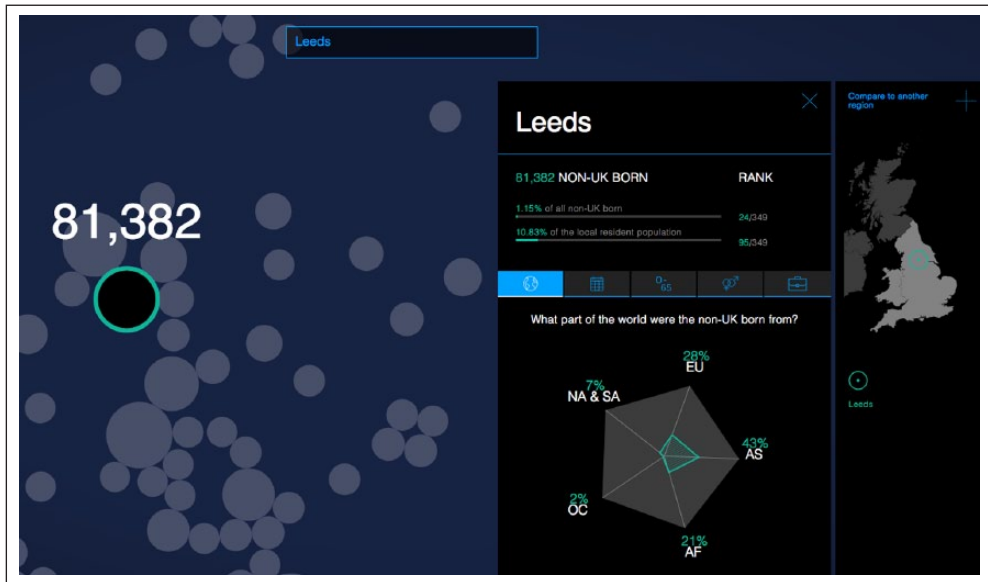 Leeds
81,382
Leeds
81,382 NON-UK BORN RANK
1.15% of all non-UK born 24/349
10.83% of the local resident population 95/349
0-65
What part of the world were the non-UK born from?
28%
EU
7%
NA & SA
43%
AS
2%
OC
21%
AF
Compare to another
region
Leeds